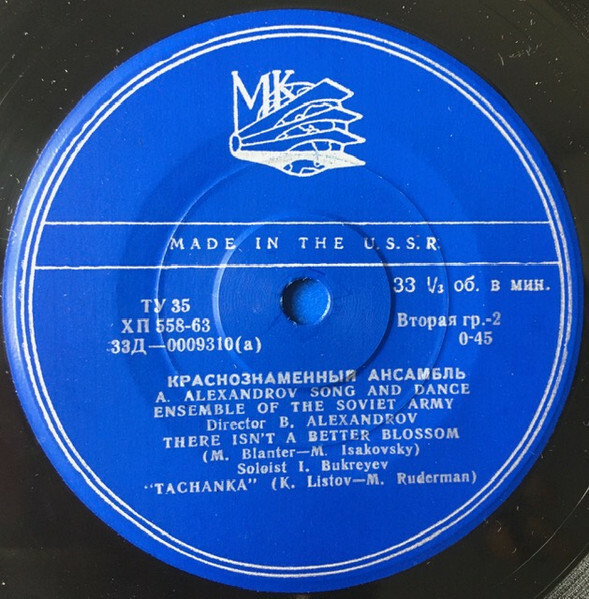 МК
MADE IN THE U.S.S.R.
ТУ 35
ХП 558-63
33Д—0009310(а)
33 1/3 об. в мин.
Вторая гр.-2
0-45
КРАСНОЗНАМЕННЫЙ АНСАМБЛЬ
A. ALEXANDROV SONG AND DANCE
ENSEMBLE OF THE SOVIET ARMY
Director B. ALEXANDROV
THERE ISN'T A BETTER BLOSSOM
(M. Blanter—M. Isakovsky)
Soloist I. Bukreyev
"TACHANKA" (K. Listov—M. Ruderman)